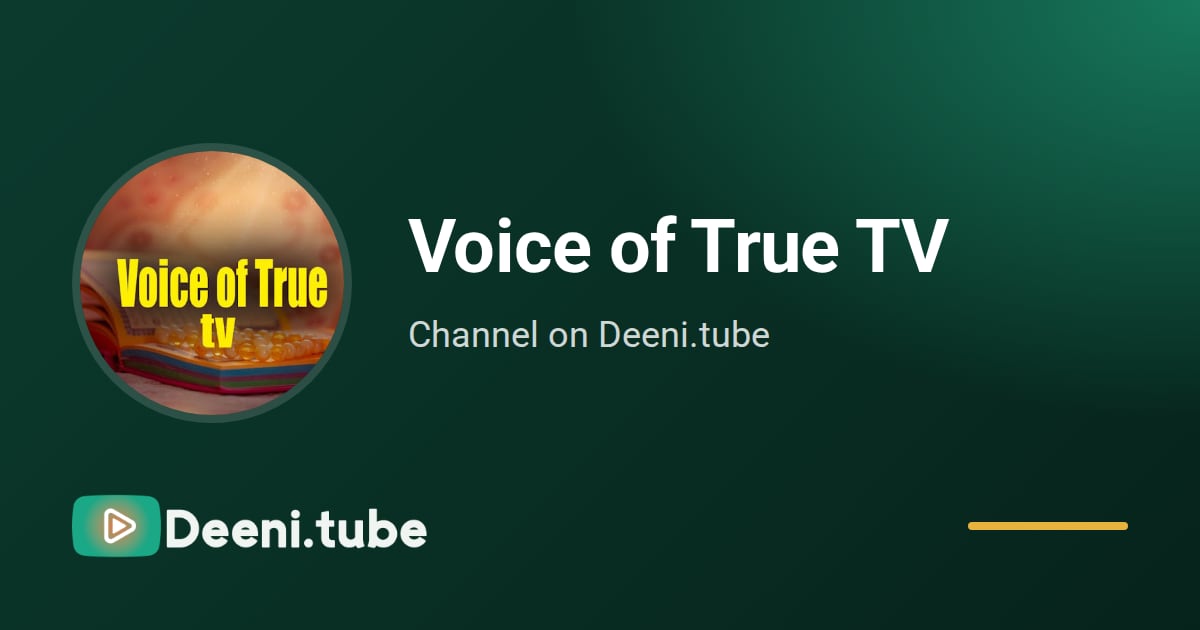 Voice of True
tv
Voice of True TV
Channel on Deeni.tube
Deeni.tube